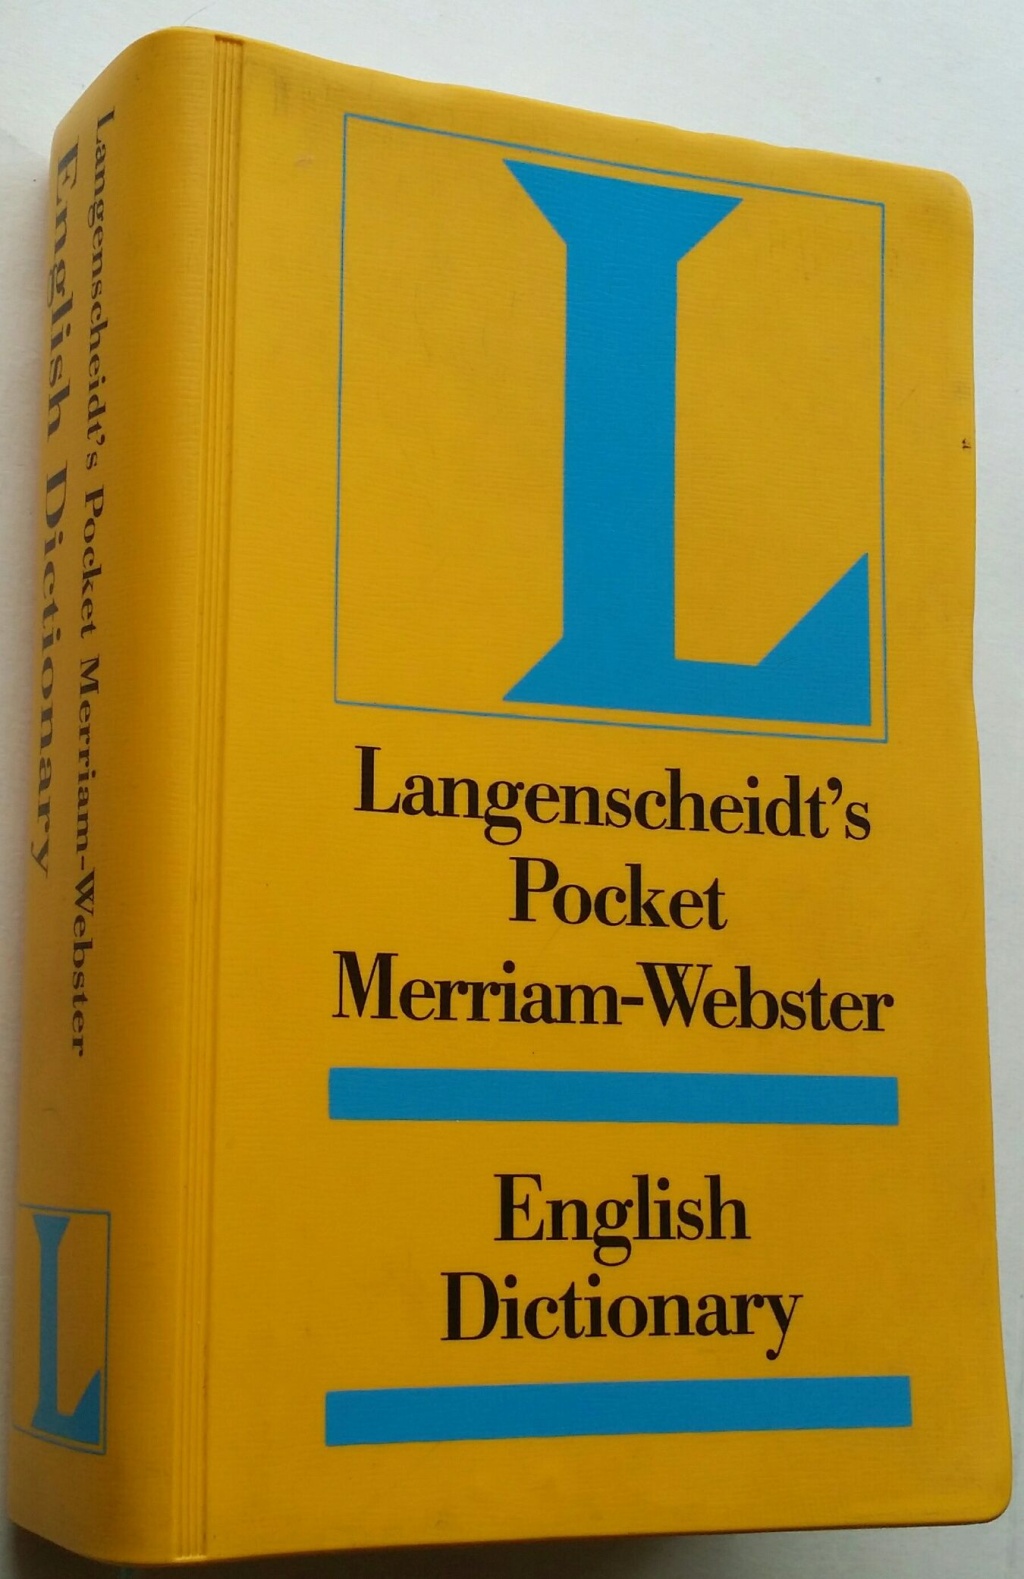 Langenscheidt's Pocket Merriam-Webster
English Dictionary
L
L
Langenscheidt's
Pocket
Merriam-Webster
English
Dictionary